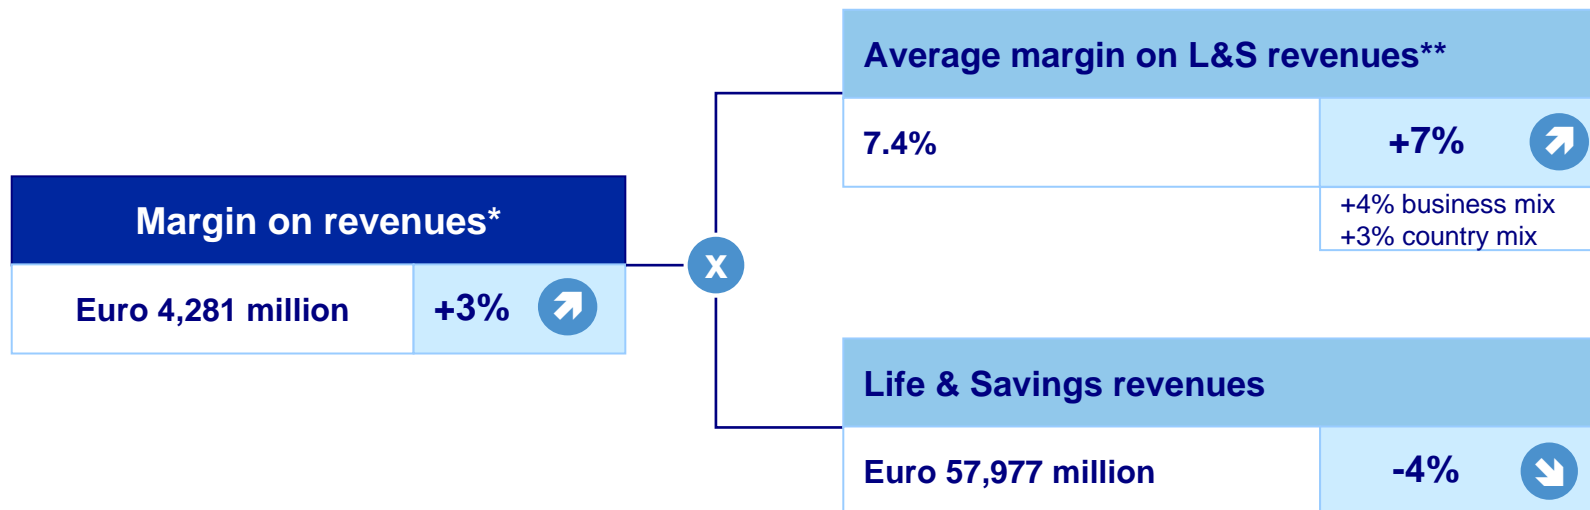 Average margin on L&S revenues**
7.4%
+7%
+4% business mix
+3% country mix
Margin on revenues*
Euro 4,281 million
+3%
x
Life & Savings revenues
Euro 57,977 million
-4%